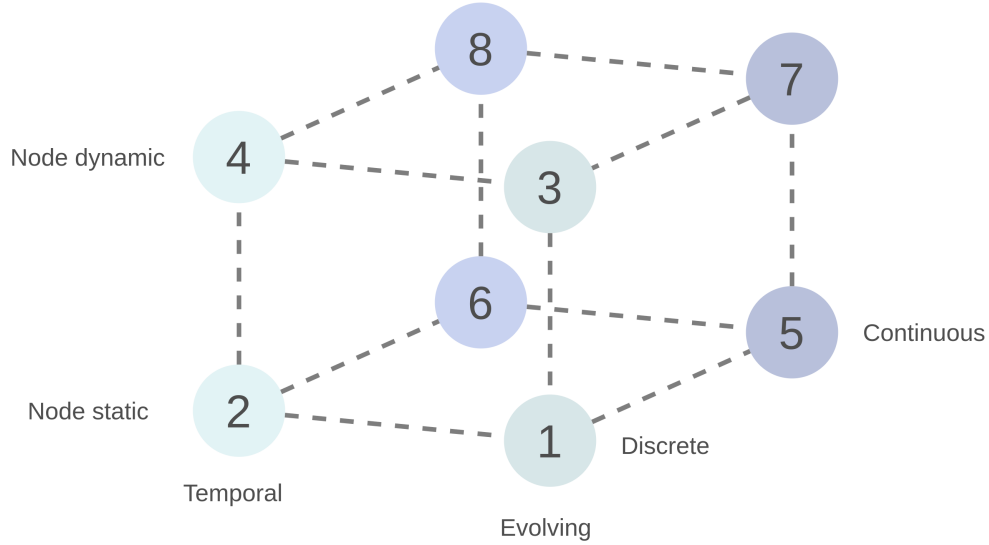 8
7
Node dynamic
4
3
6
5
Continuous
Node static
2
1
Discrete
Temporal
Evolving